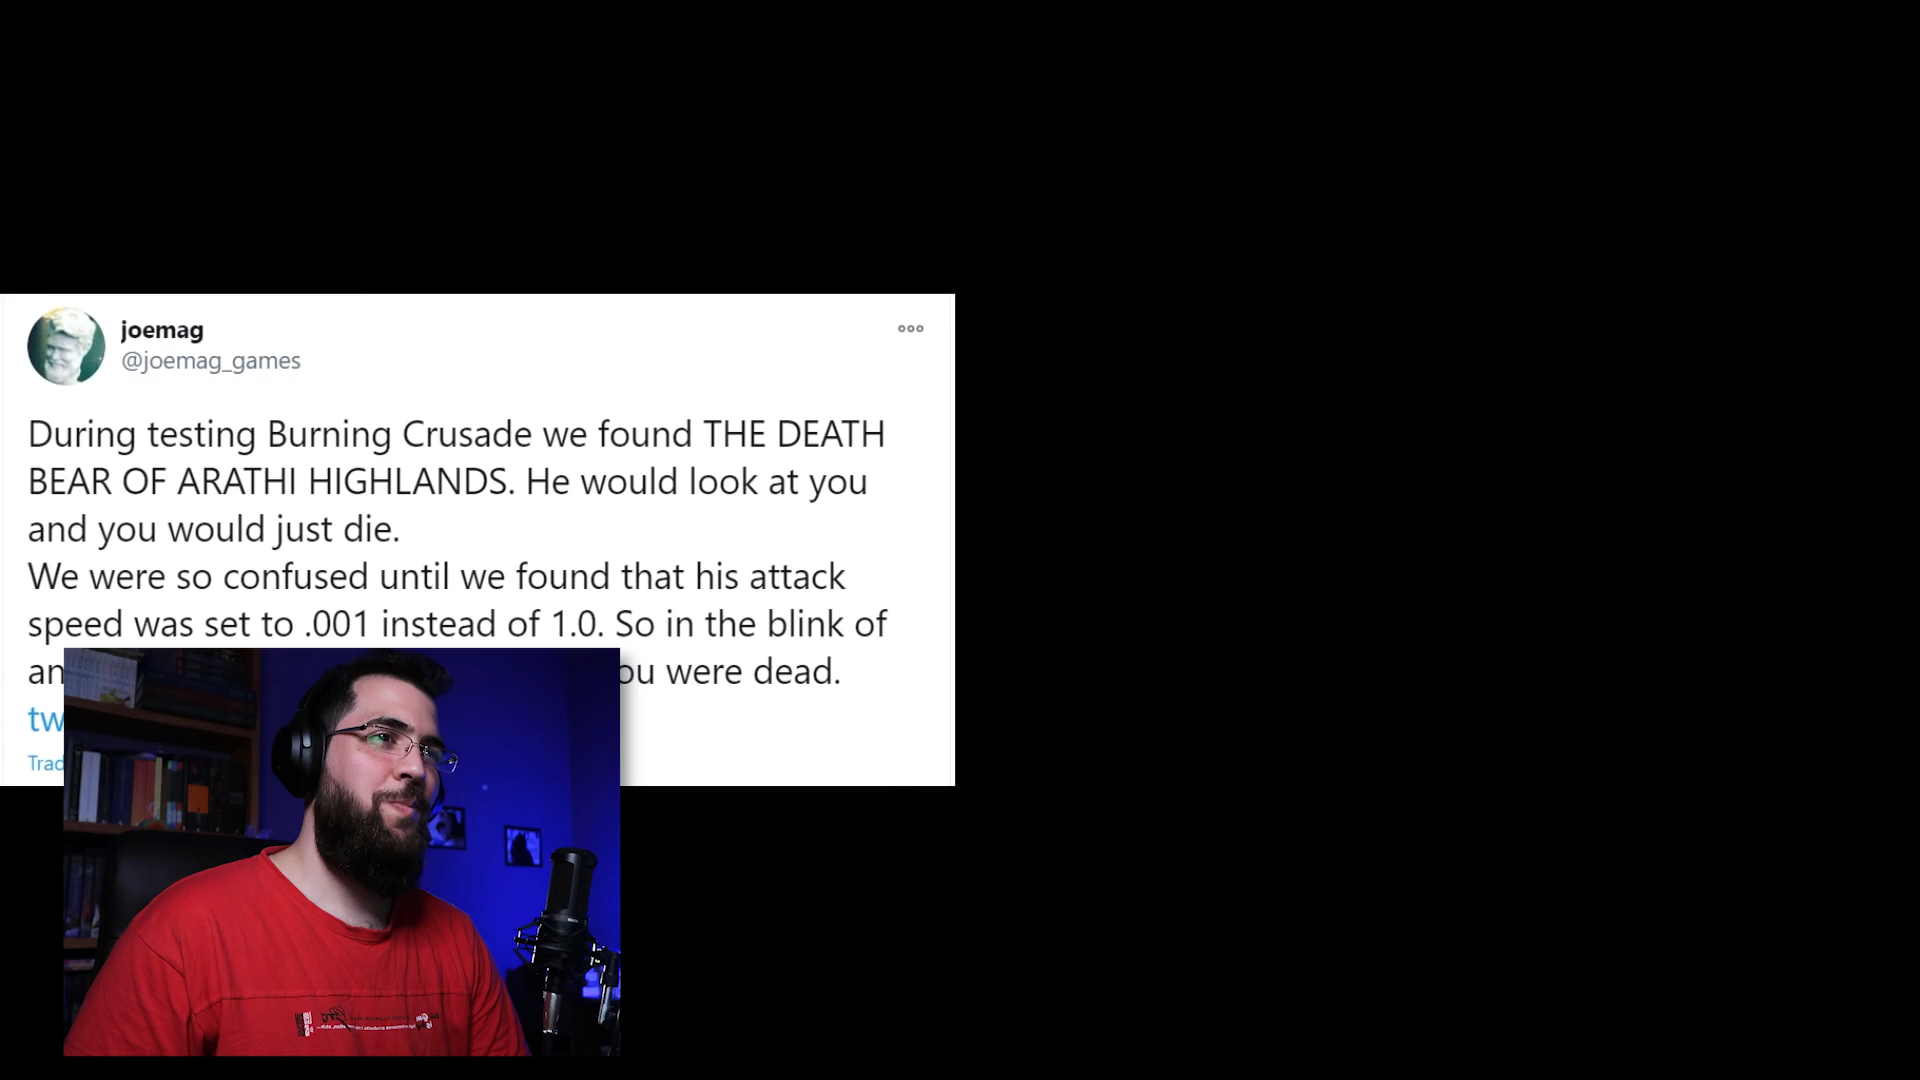 joemag
@joemag_games
During testing Burning Crusade we found THE DEATH
BEAR OF ARATHI HIGHLANDS. He would look at you
and you would just die.
We were so confused until we found that his attack
speed was set to .001 instead of 1.0. So in the blink of
an
ou were dead.
tw
Trad